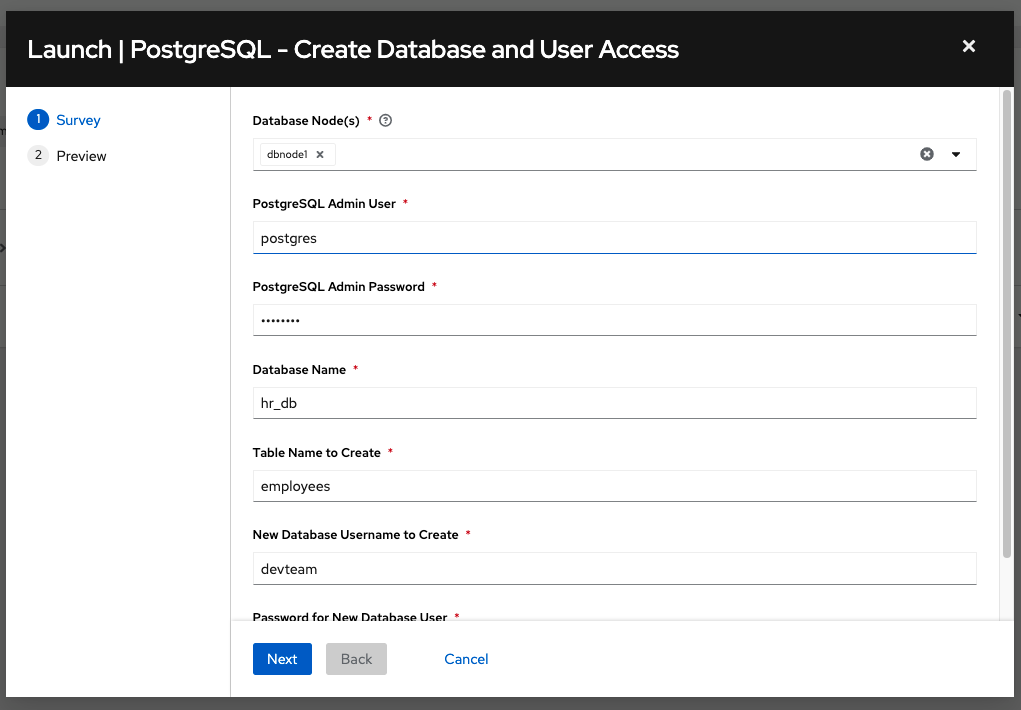 Launch | PostgreSQL - Create Database and User Access
1 Survey
2 Preview
Database Node(s) *
dbnode1
PostgreSQL Admin User *
postgres
PostgreSQL Admin Password *
••••••••
Database Name *
hr_db
Table Name to Create *
employees
New Database Username to Create *
devteam
Password for New Database User *
Next Back Cancel